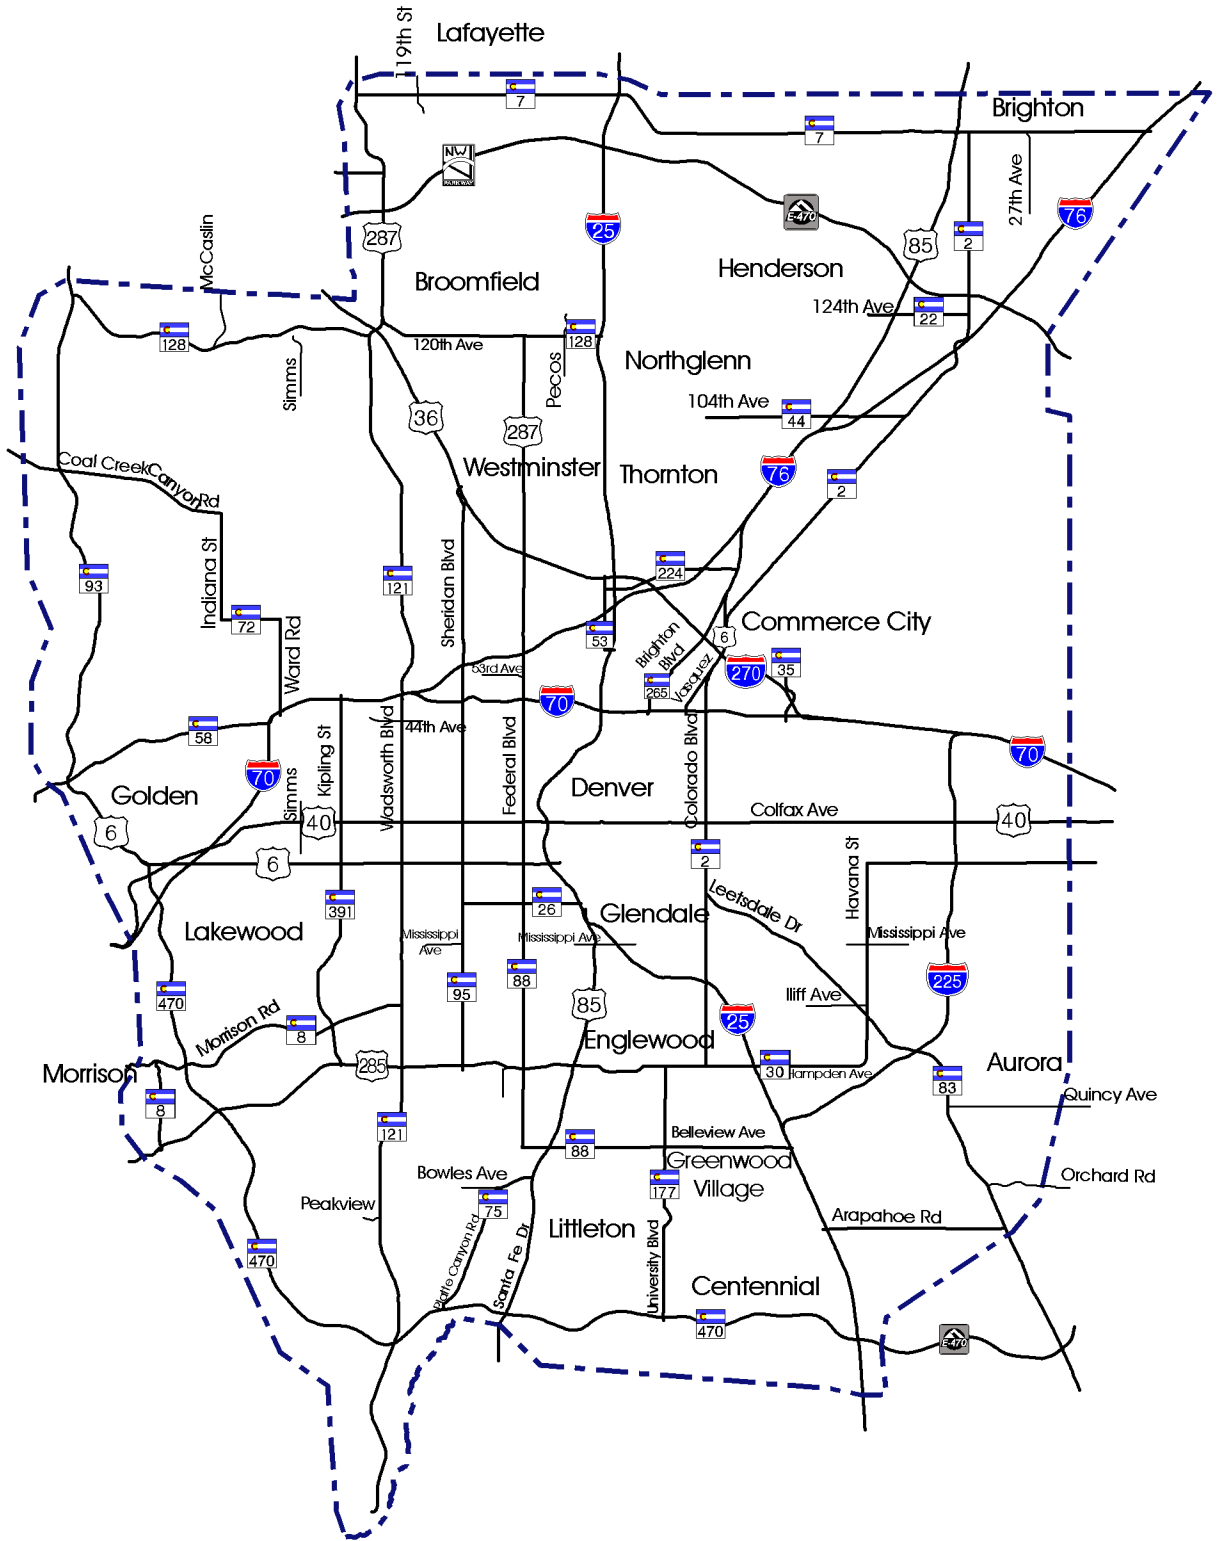 119th St
Lafayette
C
7
Brighton
C
7
NW
PARKWAY
27th Ave
E-470
76
McCaslin
287
25
85
C
2
Henderson
Broomfield
124th Ave
C
22
C
128
120th Ave
C
128
Simms
Pecos
Northglenn
36
104th Ave
C
44
287
Westminster
Thornton
76
C
2
Coal Creek Canyon Rd
C
93
Indiana St
C
121
Sheridan Blvd
C
224
C
72
Ward Rd
C
53
Brighton
Blvd
6
Commerce City
53rd Ave
C
265
Vasquez
270
C
35
70
C
58
Kipling St
Wadsworth Blvd
44th Ave
Federal Blvd
Colorado Blvd
70
70
Golden
Simms
Denver
6
40
Colfax Ave
40
6
C
2
Havana St
C
391
C
26
Leetsdale Dr
Glendale
Lakewood
Mississippi
Ave
Mississippi Ave
Mississippi Ave
C
470
C
95
C
88
85
225
Iliff Ave
Morrison Rd
C
8
25
Englewood
Morrison
285
C
30
Hampden Ave
C
83
Aurora
C
8
C
121
Quincy Ave
C
88
Belleview Ave
Greenwood
Village
Bowles Ave
C
177
Orchard Rd
Peakview
C
75
Arapahoe Rd
Littleton
C
470
Platte Canyon Rd
Santa Fe Dr
University Blvd
Centennial
C
470
E-470